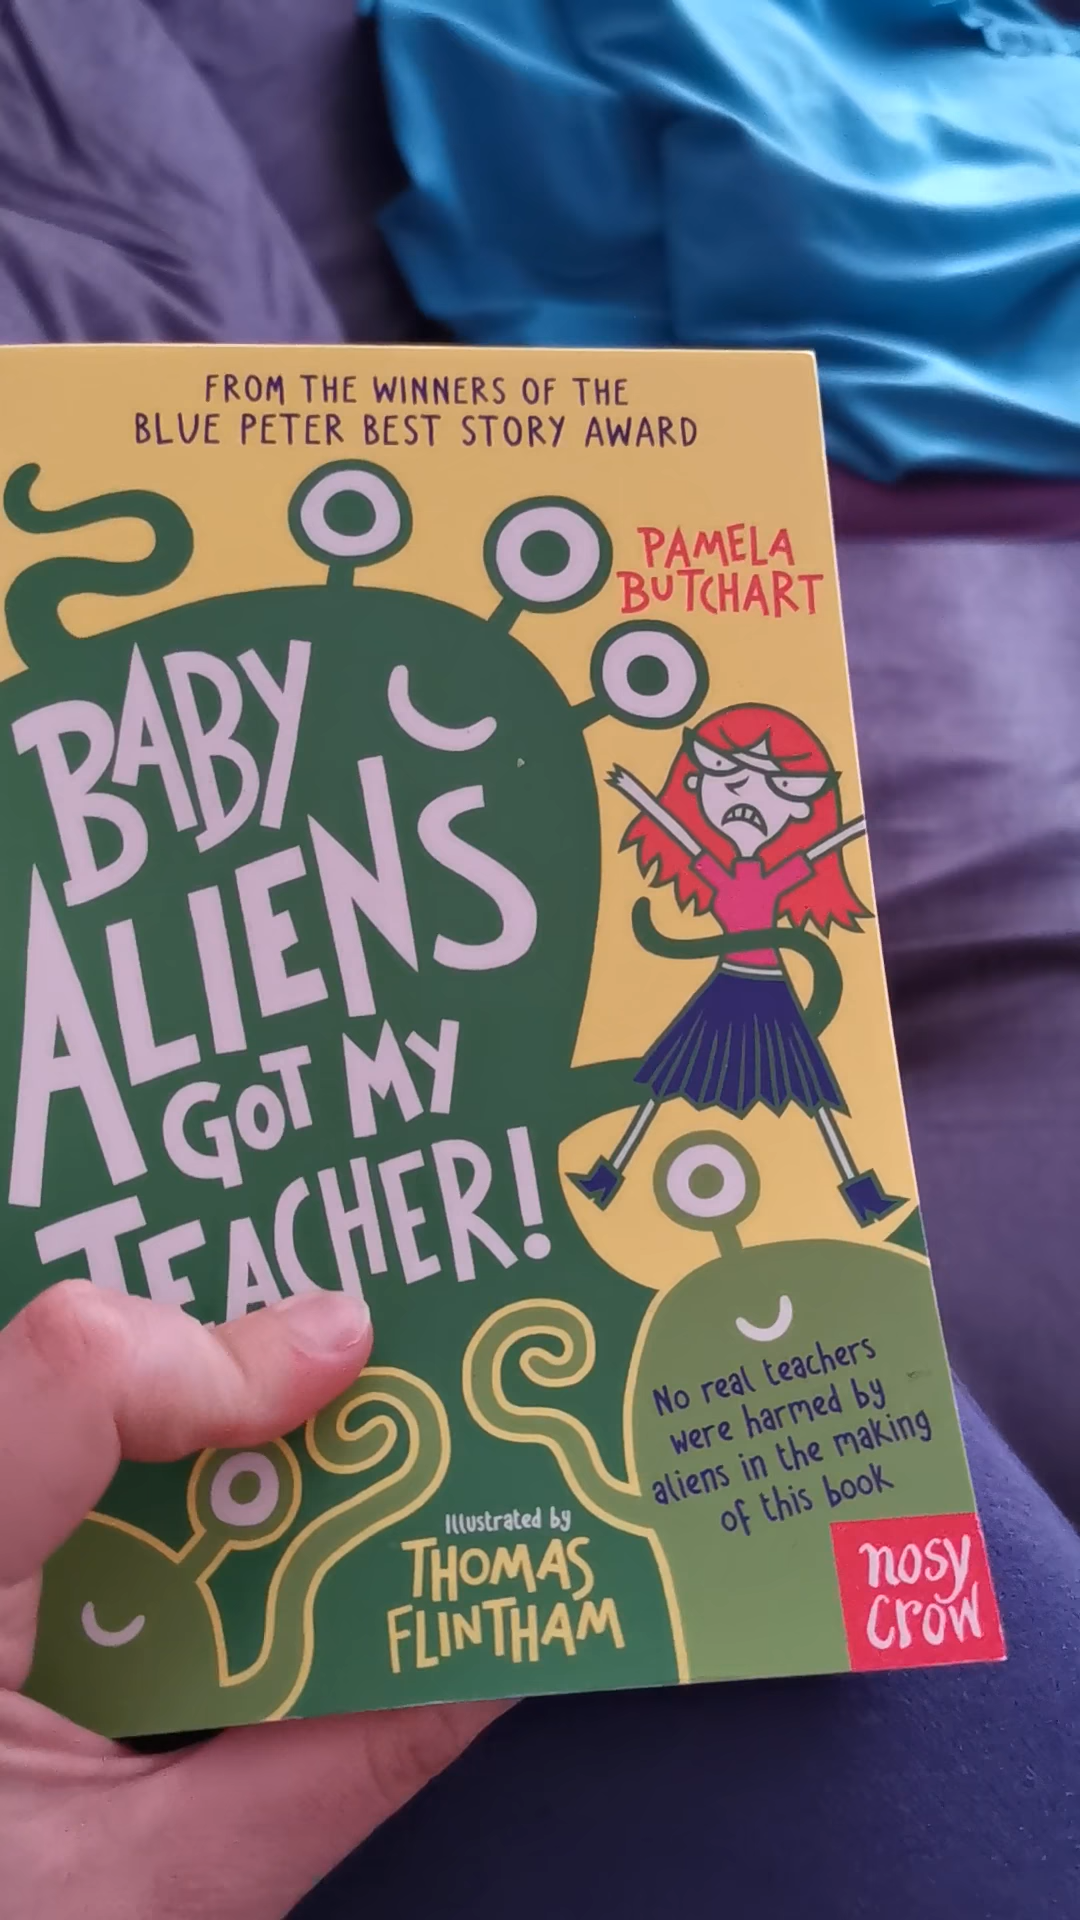 FROM THE WINNERS OF THE
BLUE PETER BEST STORY AWARD
PAMELA
BUTCHART
BABY
ALIENS
GOT MY
TEACHER!
No real teachers
were harmed by
aliens in the making
of this book
Illustrated by
THOMAS
FLINTHAM
nosy
crow